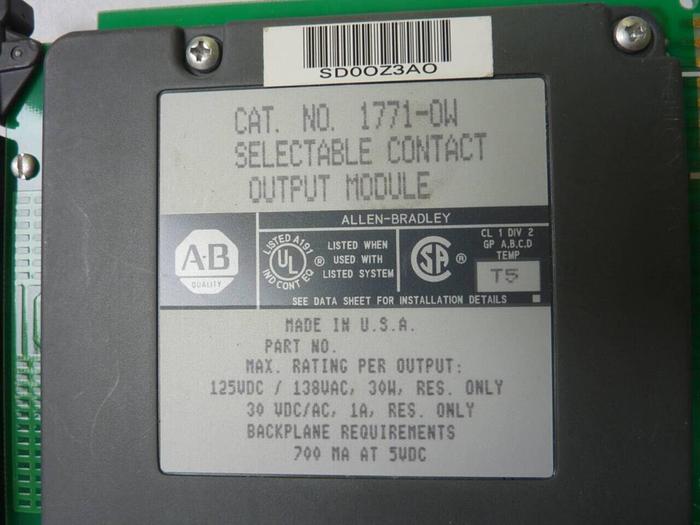 SD0OZ3AO
CAT. NO. 1771-OW
SELECTABLE CONTACT
OUTPUT MODULE
ALLEN-BRADLEY
A-B
QUALITY
LISTED A191
UL
IND CONT EQ
®
LISTED WHEN
USED WITH
LISTED SYSTEM
SA
®
CL 1 DIV 2
GP A,B,C,D
TEMP
T5
SEE DATA SHEET FOR INSTALLATION DETAILS
MADE IN U.S.A.
PART NO.
MAX. RATING PER OUTPUT:
125VDC / 138VAC, 30W, RES. ONLY
30 VDC/AC, 1A, RES. ONLY
BACKPLANE REQUIREMENTS
700 MA AT 5VDC